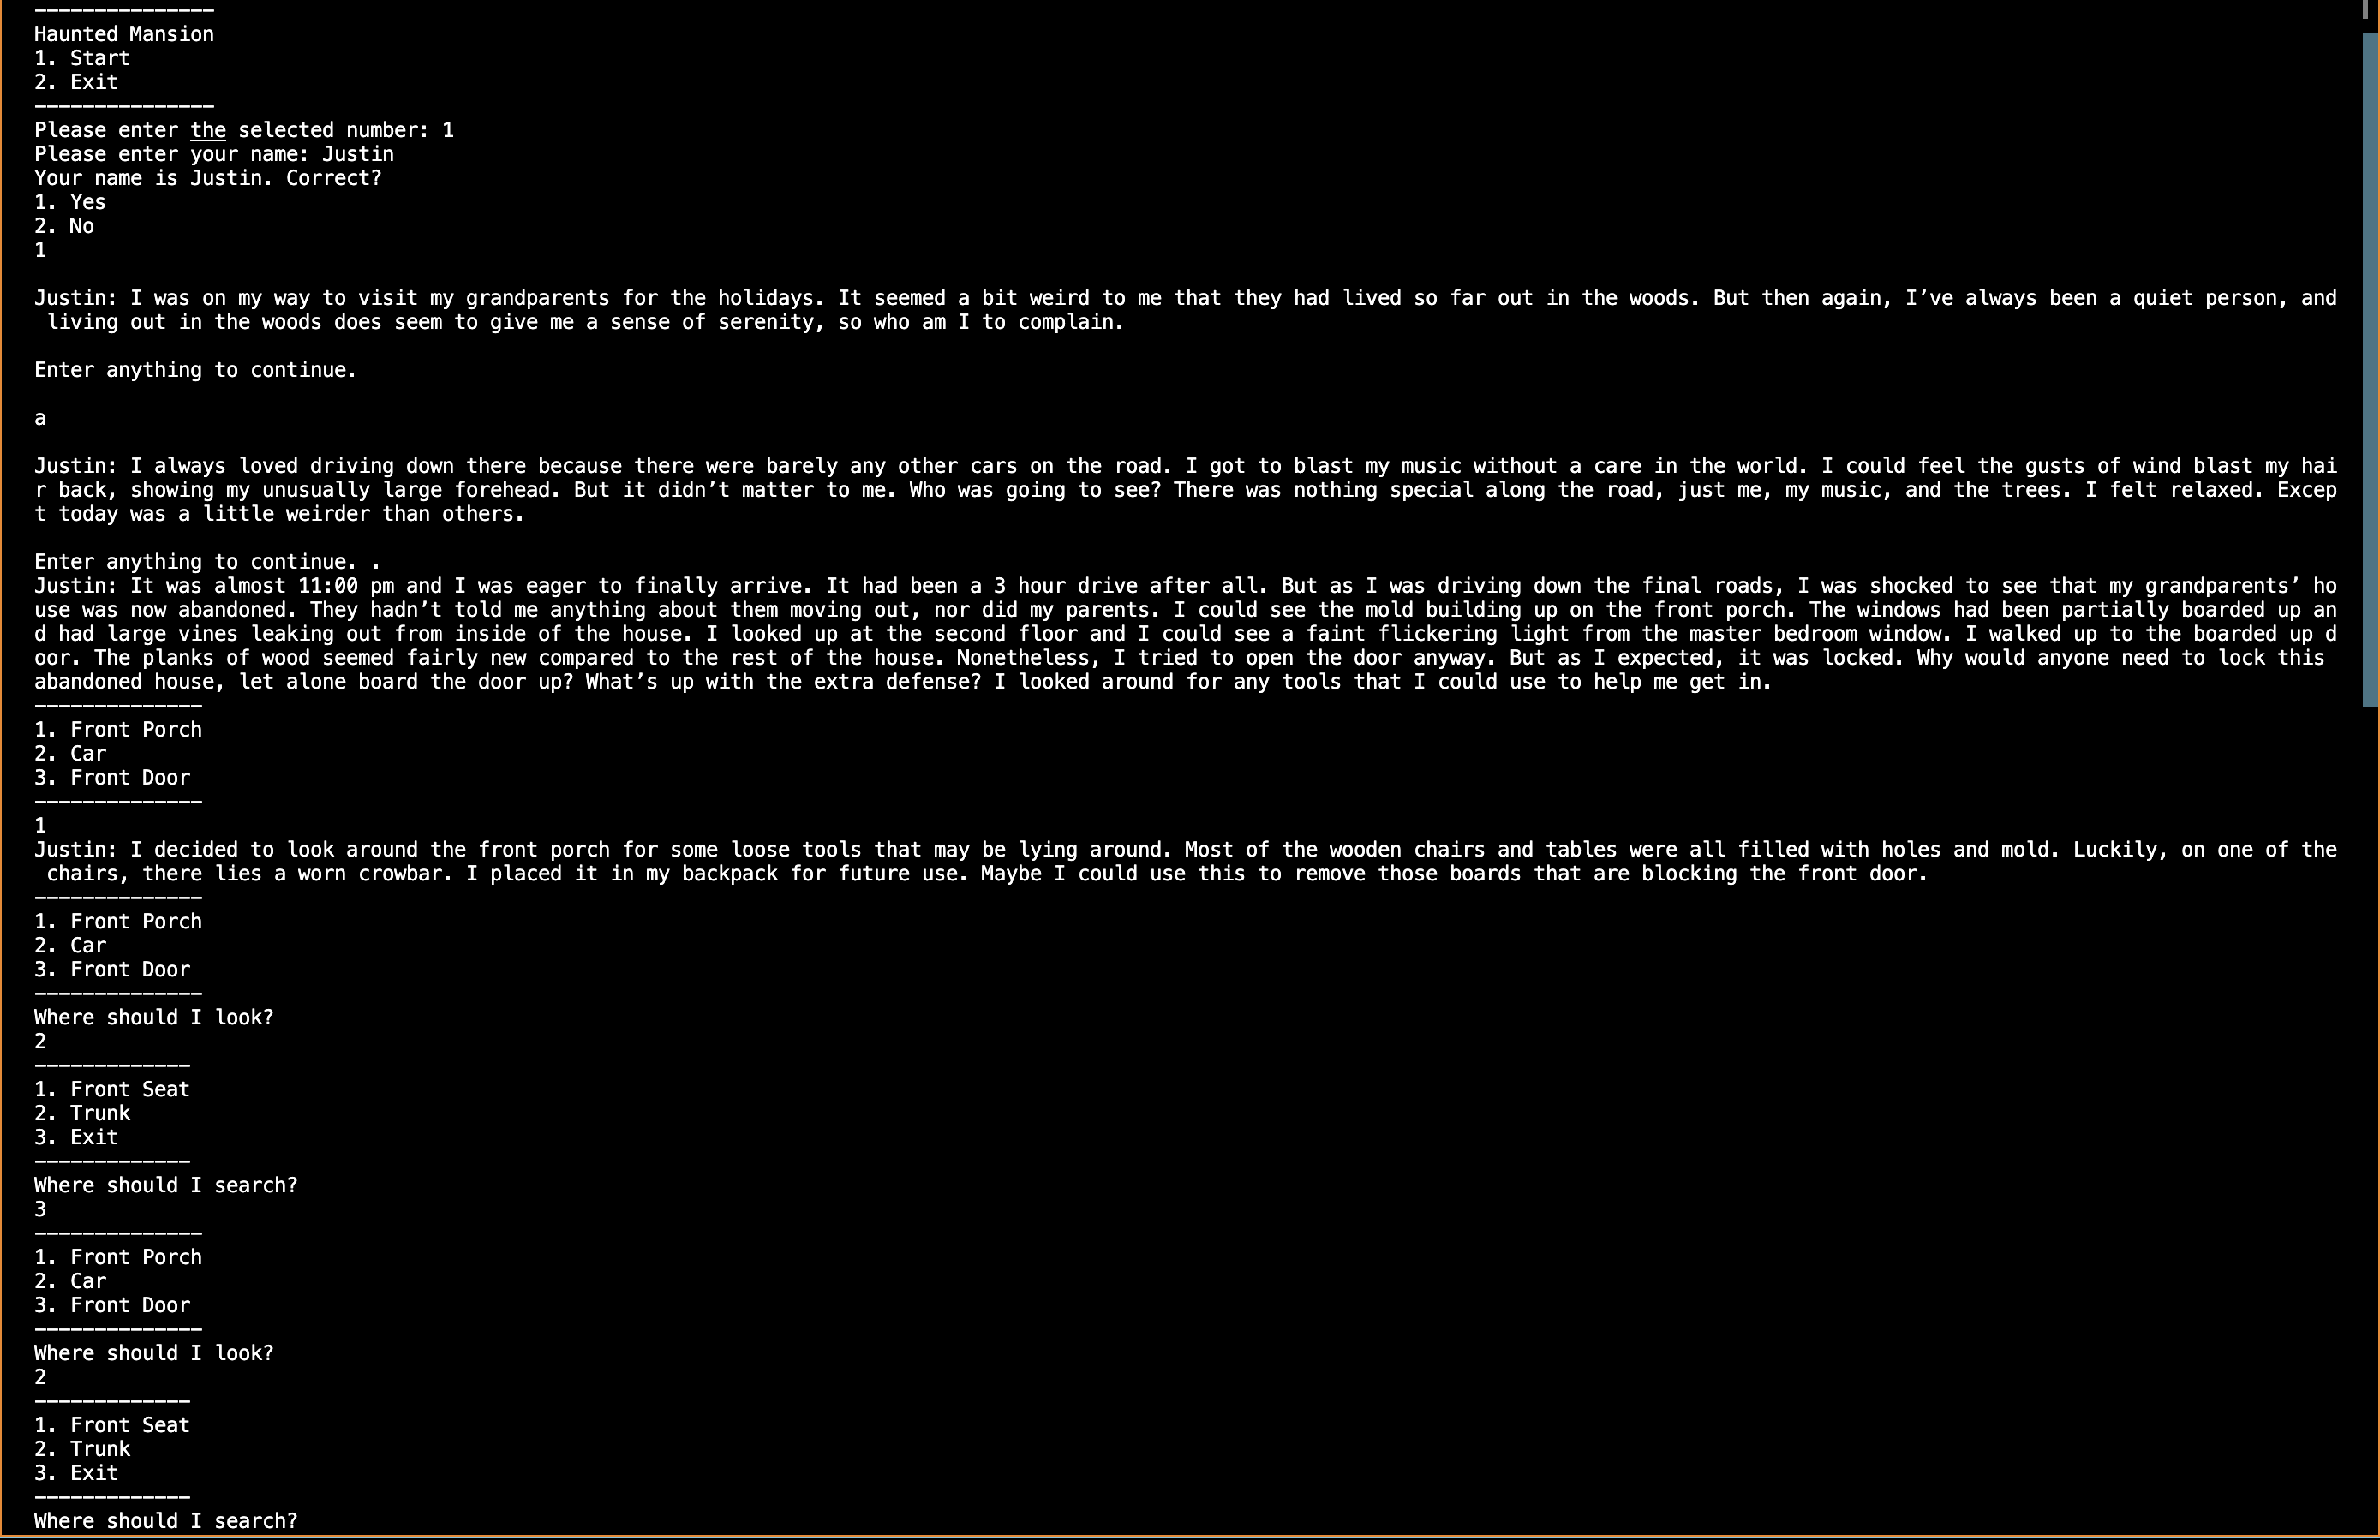 ---------------
Haunted Mansion
1. Start
2. Exit
---------------
Please enter the selected number: 1
Please enter your name: Justin
Your name is Justin. Correct?
1. Yes
2. No
1
Justin: I was on my way to visit my grandparents for the holidays. It seemed a bit weird to me that they had lived so far out in the woods. But then again, I’ve always been a quiet person, and
 living out in the woods does seem to give me a sense of serenity, so who am I to complain.
Enter anything to continue.
a
Justin: I always loved driving down there because there were barely any other cars on the road. I got to blast my music without a care in the world. I could feel the gusts of wind blast my hai
r back, showing my unusually large forehead. But it didn’t matter to me. Who was going to see? There was nothing special along the road, just me, my music, and the trees. I felt relaxed. Excep
t today was a little weirder than others.
Enter anything to continue. .
Justin: It was almost 11:00 pm and I was eager to finally arrive. It had been a 3 hour drive after all. But as I was driving down the final roads, I was shocked to see that my grandparents’ ho
use was now abandoned. They hadn’t told me anything about them moving out, nor did my parents. I could see the mold building up on the front porch. The windows had been partially boarded up an
d had large vines leaking out from inside of the house. I looked up at the second floor and I could see a faint flickering light from the master bedroom window. I walked up to the boarded up d
oor. The planks of wood seemed fairly new compared to the rest of the house. Nonetheless, I tried to open the door anyway. But as I expected, it was locked. Why would anyone need to lock this
abandoned house, let alone board the door up? What’s up with the extra defense? I looked around for any tools that I could use to help me get in.
--------------
1. Front Porch
2. Car
3. Front Door
--------------
1
Justin: I decided to look around the front porch for some loose tools that may be lying around. Most of the wooden chairs and tables were all filled with holes and mold. Luckily, on one of the
 chairs, there lies a worn crowbar. I placed it in my backpack for future use. Maybe I could use this to remove those boards that are blocking the front door.
--------------
1. Front Porch
2. Car
3. Front Door
--------------
Where should I look?
2
-------------
1. Front Seat
2. Trunk
3. Exit
-------------
Where should I search?
3
--------------
1. Front Porch
2. Car
3. Front Door
--------------
Where should I look?
2
-------------
1. Front Seat
2. Trunk
3. Exit
-------------
Where should I search?